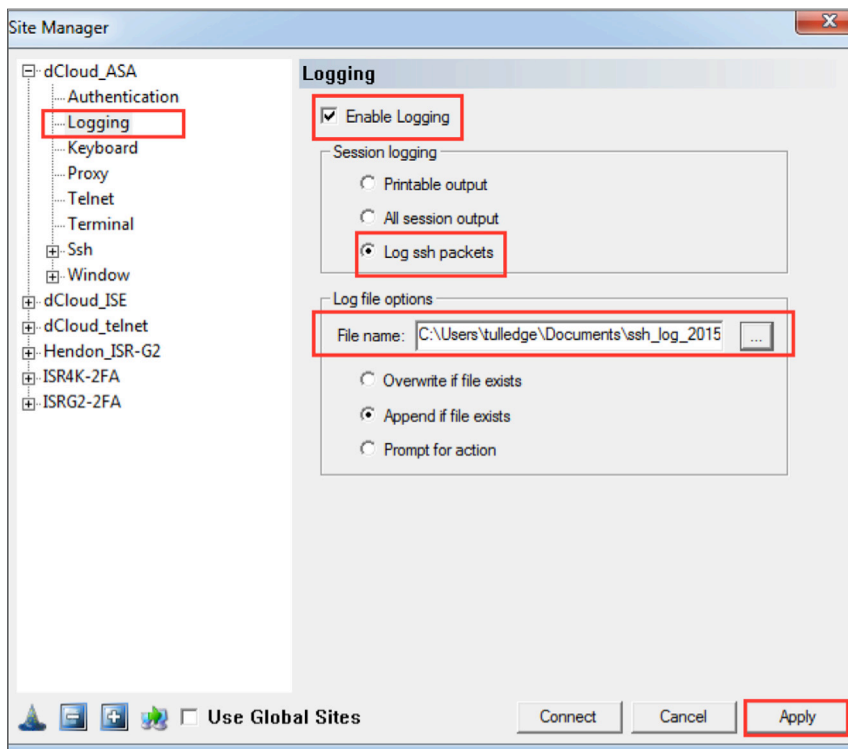 Site Manager
dCloud_ASA
Authentication
Logging
Keyboard
Proxy
Telnet
Terminal
Ssh
Window
dCloud_ISE
dCloud_telnet
Hendon_ISR-G2
ISR4K-2FA
ISRG2-2FA
Logging
Enable Logging
Session logging
Printable output
All session output
Log ssh packets
Log file options
File name: C:\Users\tulledge\Documents\ssh_log_2015 ...
Overwrite if file exists
Append if file exists
Prompt for action
Use Global Sites
Connect Cancel Apply